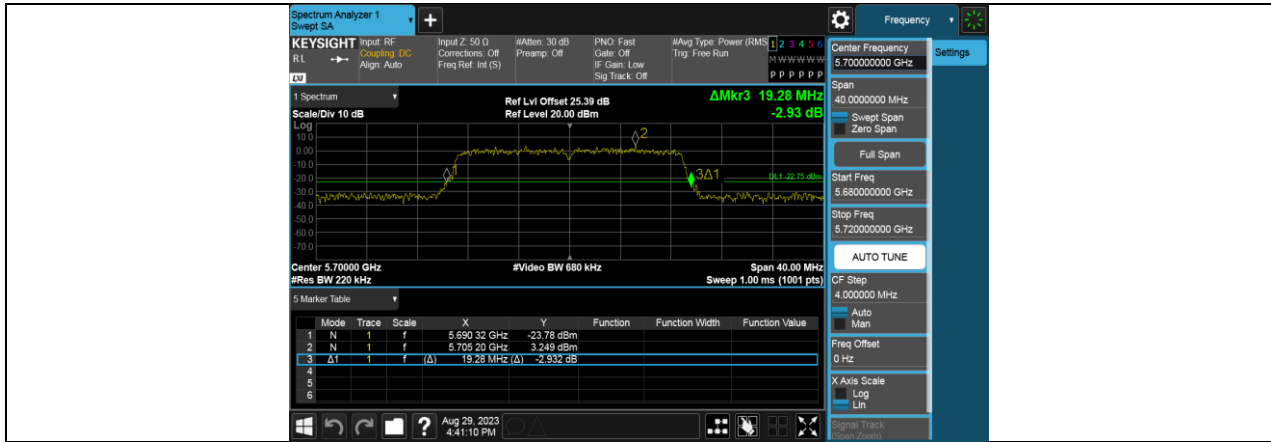 Spectrum Analyzer 1
Swept SA
+
Frequency
KEYSIGHT
RL
LXI
Input: RF
Coupling: DC
Align: Auto
Input Z: 50 Ω
Corrections: Off
Freq Ref: Int (S)
#Atten: 30 dB
Preamp: Off
PNO: Fast
Gate: Off
IF Gain: Low
Sig Track: Off
#Avg Type: Power (RMS
Trig: Free Run
1 2 3 4 5 6
M W W W W W
P P P P P P
1 Spectrum
Scale/Div 10 dB
Ref Lvl Offset 25.39 dB
Ref Level 20.00 dBm
ΔMkr3 19.28 MHz
-2.93 dB
Log
10.0
0.00
-10.0
-20.0
-30.0
-40.0
-50.0
-60.0
-70.0
2
3Δ1
DL1 -22.75 dBm
Center 5.70000 GHz
#Res BW 220 kHz
#Video BW 680 kHz
Span 40.00 MHz
Sweep 1.00 ms (1001 pts)
5 Marker Table
Mode Trace Scale X Y Function Function Width Function Value
1 N 1 f 5.690 32 GHz -23.78 dBm
2 N 1 f 5.705 20 GHz 3.249 dBm
3 Δ1 1 f (Δ) 19.28 MHz (Δ) -2.932 dB
4
5
6
?
Aug 29, 2023
4:41:10 PM
Center Frequency
5.700000000 GHz
Settings
Span
40.0000000 MHz
Swept Span
Zero Span
Full Span
Start Freq
5.680000000 GHz
Stop Freq
5.720000000 GHz
AUTO TUNE
CF Step
4.000000 MHz
Auto
Man
Freq Offset
0 Hz
X Axis Scale
Log
Lin
Signal Track
(Span Zoom)